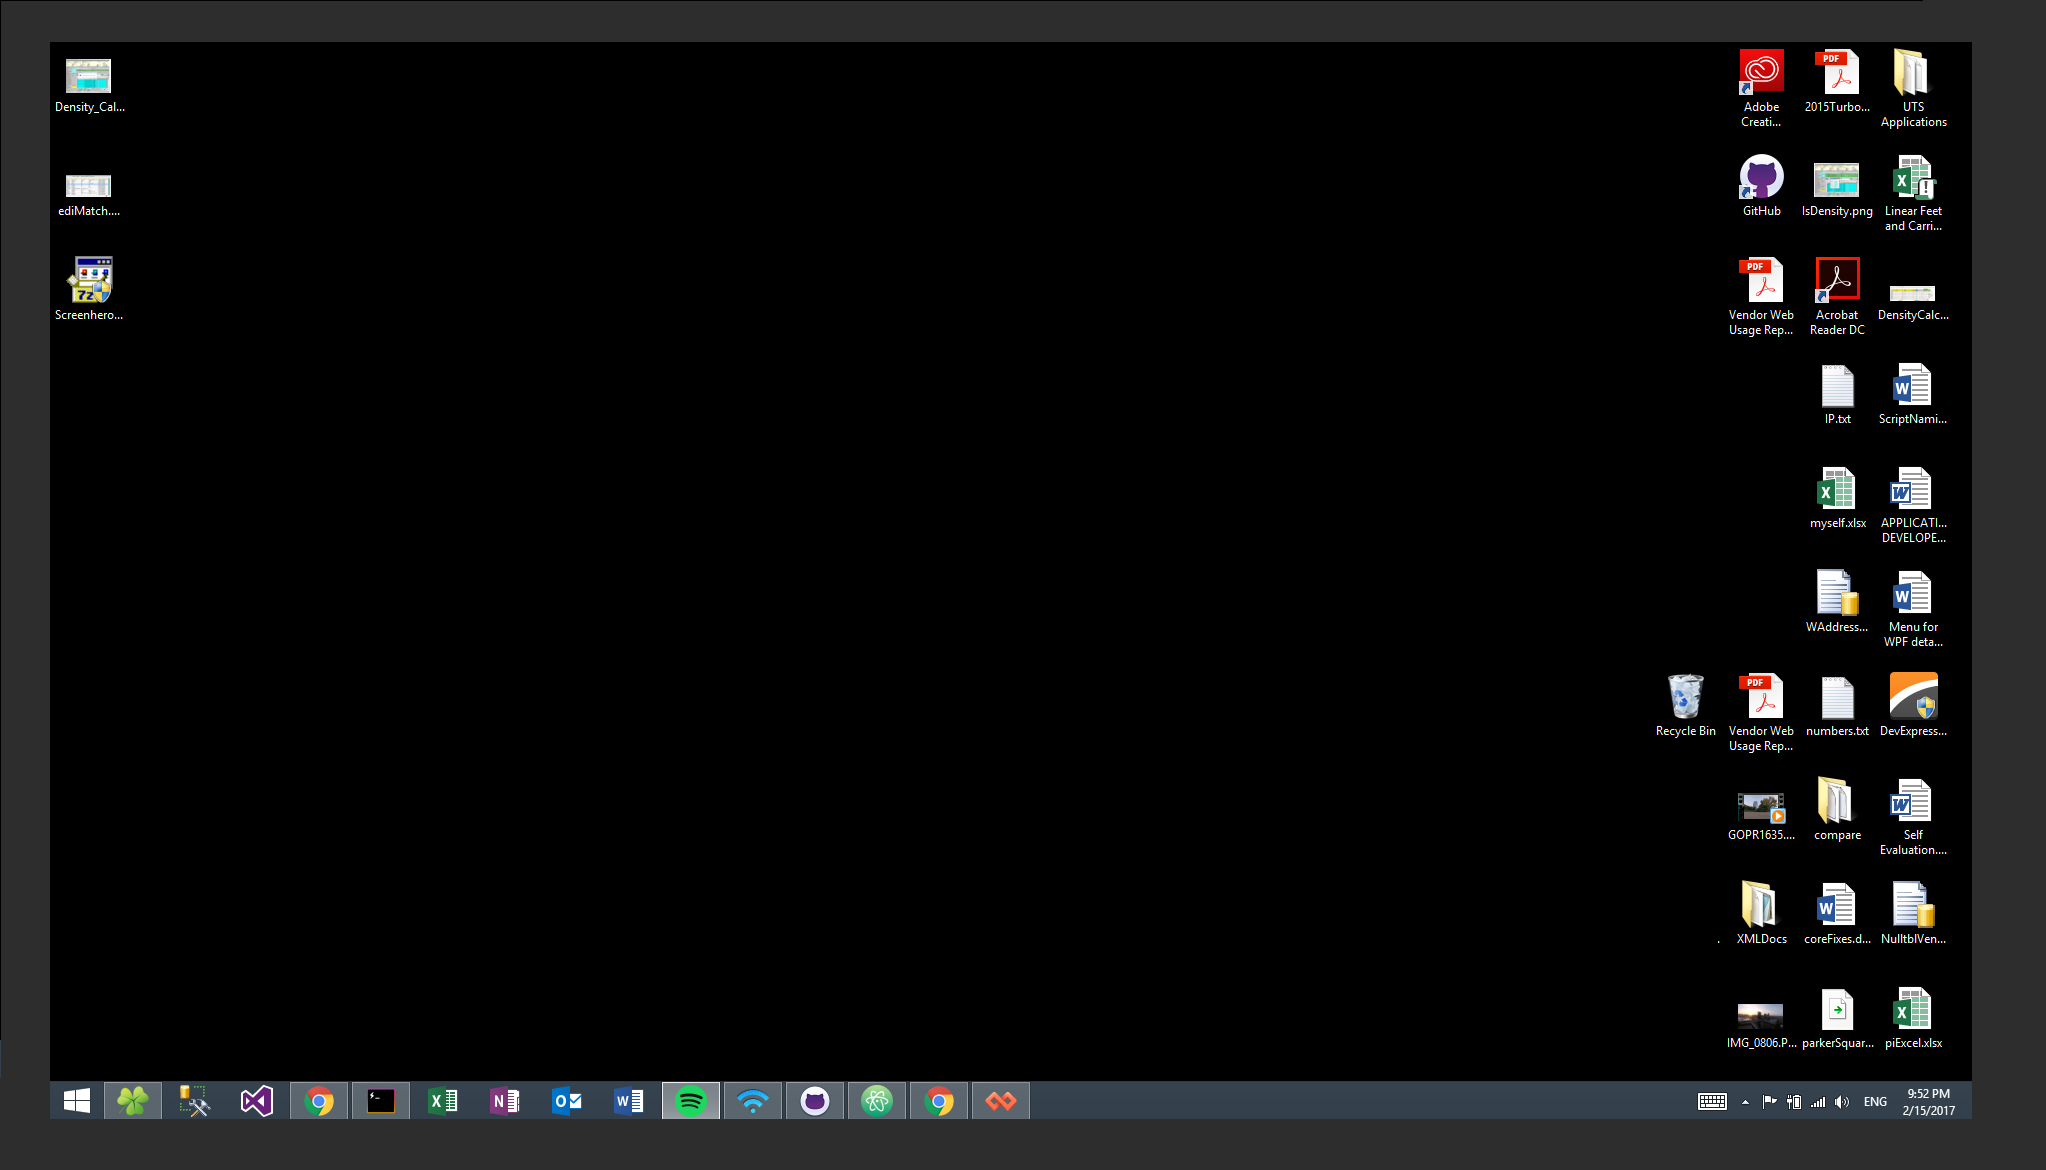 Density_Cal...
ediMatch....
Screenhero...
Adobe
Creati...
2015Turbo...
UTS
Applications
GitHub
lsDensity.png
Linear Feet
and Carri...
Vendor Web
Usage Rep...
Acrobat
Reader DC
DensityCalc...
IP.txt
ScriptNami...
myself.xlsx
APPLICATI...
DEVELOPE...
WAddress...
Menu for
WPF deta...
Recycle Bin
Vendor Web
Usage Rep...
numbers.txt
DevExpress...
GOPR1635....
compare
Self
Evaluation....
.
XMLDocs
coreFixes.d...
NulltblVen...
IMG_0806.P...
parkerSquar...
piExcel.xlsx
ENG
9:52 PM
2/15/2017